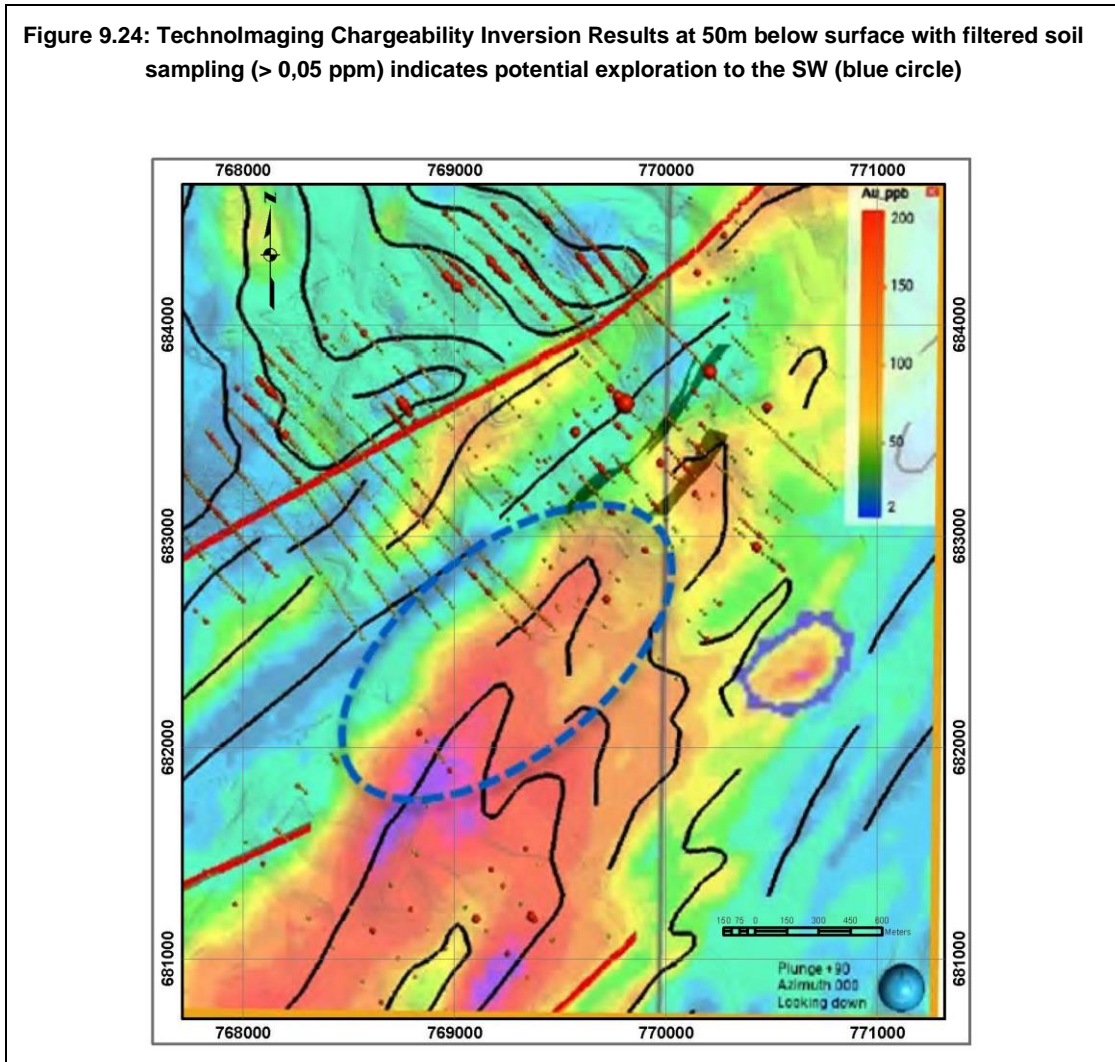 Figure 9.24: TechnoImaging Chargeability Inversion Results at 50m below surface with filtered soil
sampling (> 0,05 ppm) indicates potential exploration to the SW (blue circle)
768000 769000 770000 771000
Au_ppb
200
150
100
50
2
684000 684000
683000 683000
682000 682000
681000 681000
150 75 0 150 300 450 600
Meters
Plunge +90
Azimuth 000
Looking down
768000 769000 770000 771000